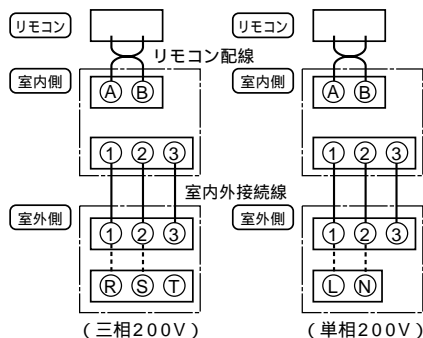 リモコン リモコン
リモコン配線
室内側 Ⓐ Ⓑ 室内側 Ⓐ Ⓑ
① ② ③ ① ② ③
室内外接続線
室外側 ① ② ③ 室外側 ① ② ③
Ⓡ Ⓢ Ⓣ Ⓛ Ⓝ
(三相200V) (単相200V)